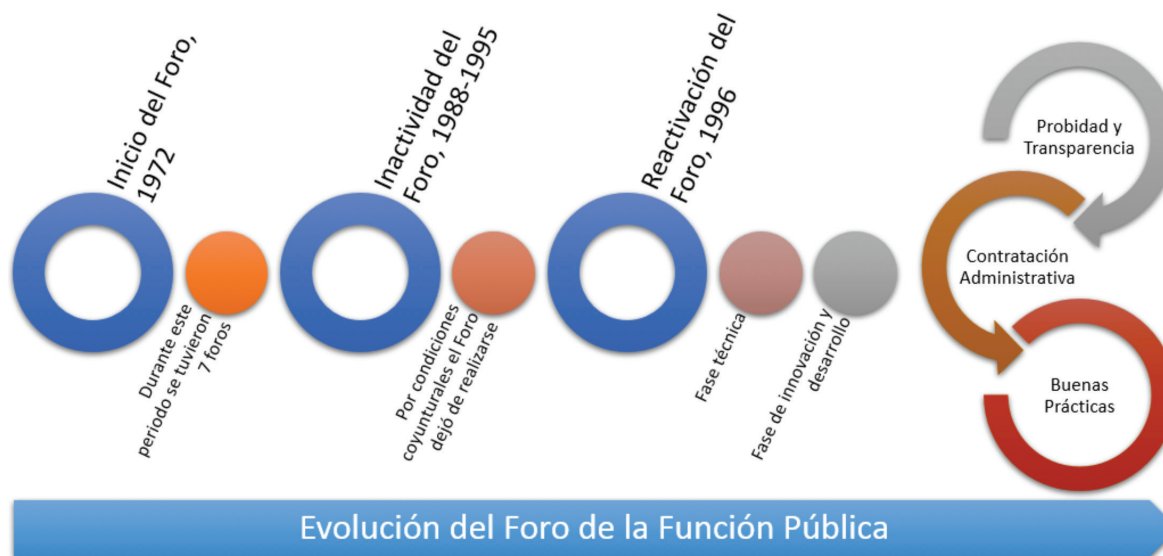 Inicio del Foro,
1972
Durante este
periodo se tuvieron
7 foros
Inactividad del
Foro, 1988-1995
Por condiciones
coyunturales el Foro
dejó de realizarse
Reactivación del
Foro, 1996
Fase técnica
Fase de innovación y
desarrollo
Probidad y
Transparencia
Contratación
Administrativa
Buenas
Prácticas
Evolución del Foro de la Función Pública